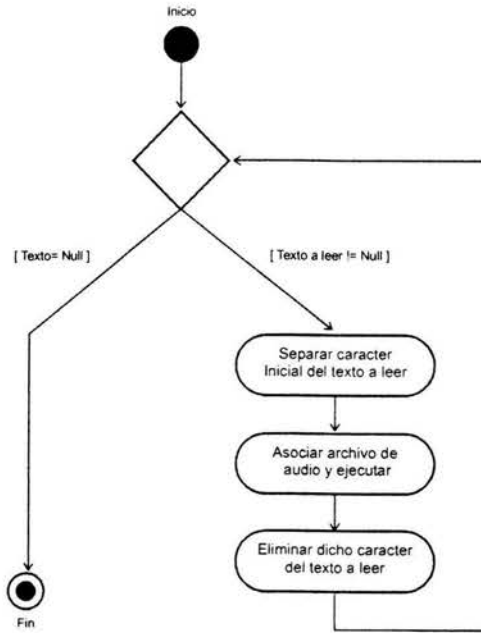 Inicio
[ Texto= Null ]
[ Texto a leer != Null ]
Separar caracter
Inicial del texto a leer
Asociar archivo de
audio y ejecutar
Eliminar dicho caracter
del texto a leer
Fin